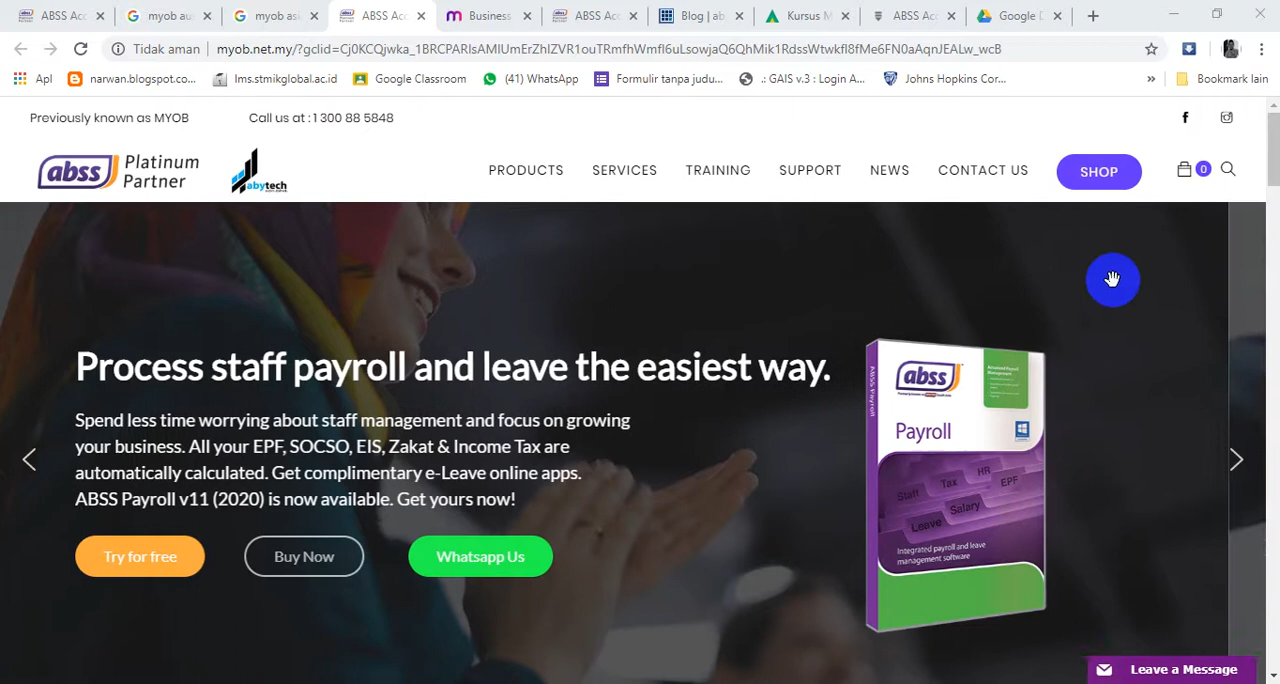 ABSS Acc
myob au
myob as
ABSS Acc
Business
ABSS Acc
Blog | ab
Kursus M
ABSS Acc
Google D
Tidak aman
myob.net.my/?gclid=Cj0KCQjwka_1BRCPARIsAMIUmErZhIZVR1ouTRmfhWmfI6uLsowjaQ6QhMik1RdssWtwkfI8fMe6FN0aAqnJEALw_wcB
Apl
narwan.blogspot.co...
lms.stmikglobal.ac.id
Google Classroom
(41) WhatsApp
Formulir tanpa judu...
.: GAIS v.3 : Login A...
Johns Hopkins Cor...
»
Bookmark lain
Previously known as MYOB
Call us at : 1 300 88 5848
abss Platinum
Partner
abytech
PRODUCTS
SERVICES
TRAINING
SUPPORT
NEWS
CONTACT US
SHOP
0
Process staff payroll and leave the easiest way.
Spend less time worrying about staff management and focus on growing
your business. All your EPF, SOCSO, EIS, Zakat & Income Tax are
automatically calculated. Get complimentary e-Leave online apps.
ABSS Payroll v11 (2020) is now available. Get yours now!
Try for free
Buy Now
Whatsapp Us
abss
Payroll
ABSS Payroll
Staff
Tax
HR
EPF
Leave
Salary
Integrated payroll and leave
management software
Leave a Message